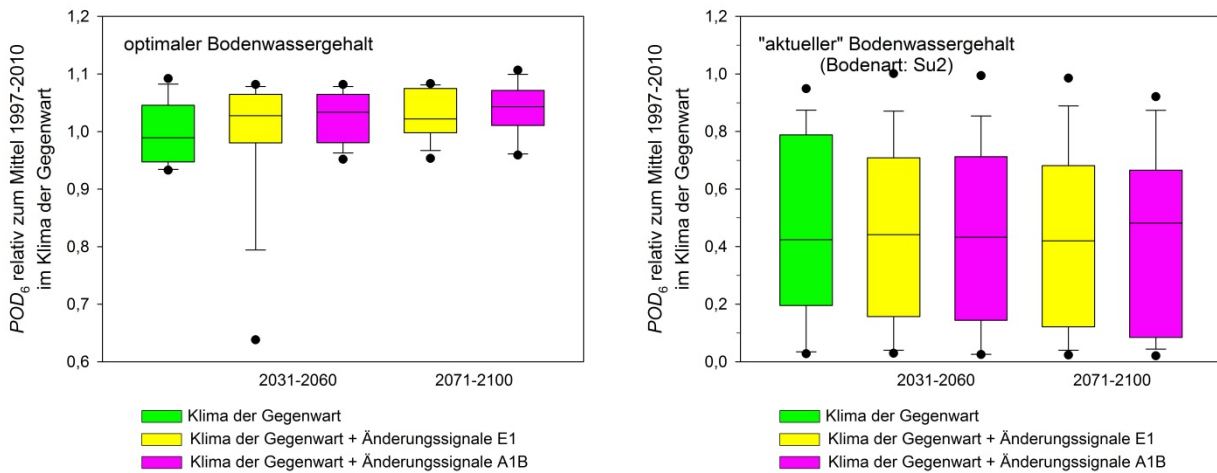 POD6 relativ zum Mittel 1997-2010
im Klima der Gegenwart
1,2
1,1
1,0
0,9
0,8
0,7
0,6
optimaler Bodenwassergehalt
2031-2060
2071-2100
Klima der Gegenwart
Klima der Gegenwart + Änderungssignale E1
Klima der Gegenwart + Änderungssignale A1B
POD6 relativ zum Mittel 1997-2010
im Klima der Gegenwart
1,2
1,0
0,8
0,6
0,4
0,2
0,0
"aktueller" Bodenwassergehalt
(Bodenart: Su2)
2031-2060
2071-2100
Klima der Gegenwart
Klima der Gegenwart + Änderungssignale E1
Klima der Gegenwart + Änderungssignale A1B